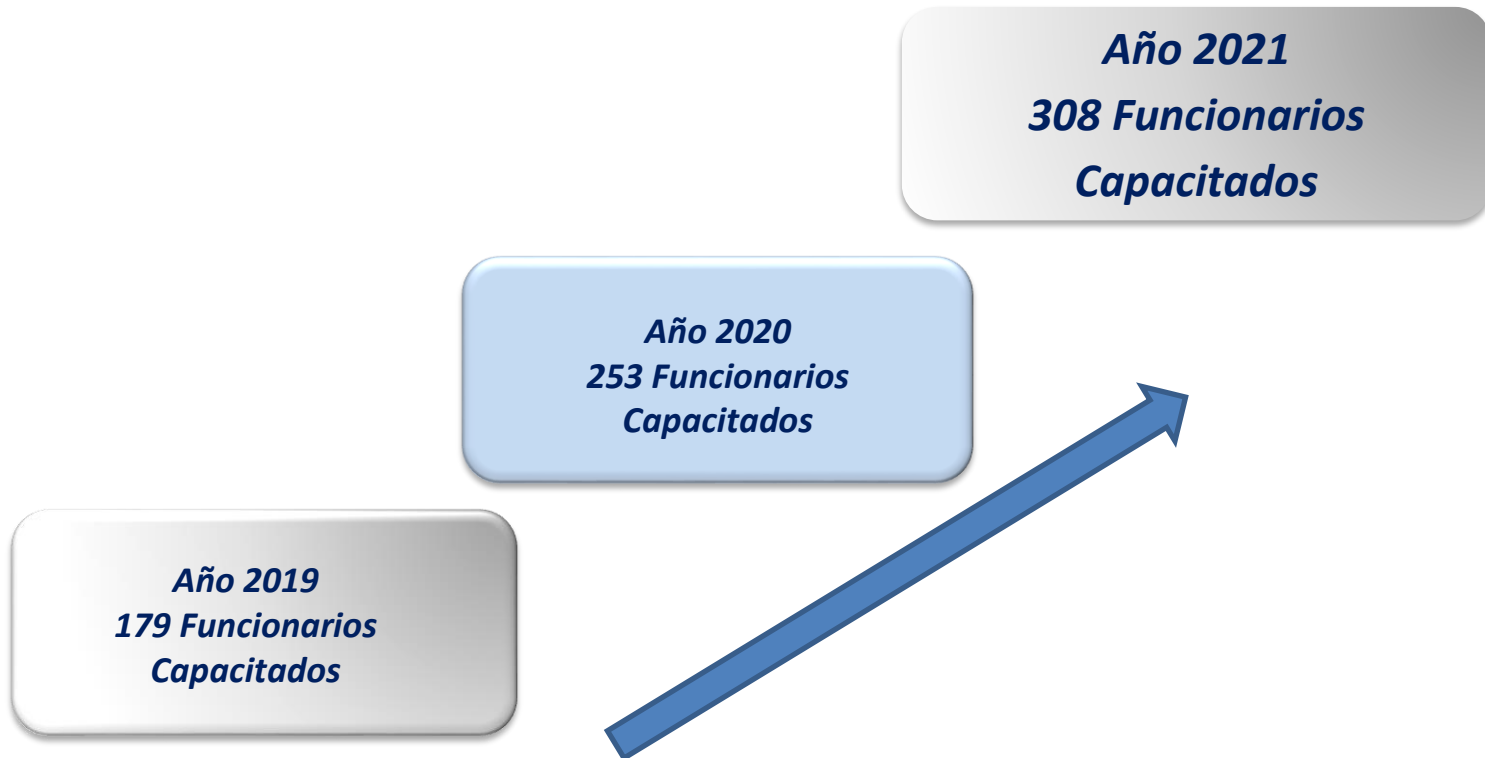 Año 2021
308 Funcionarios
Capacitados
Año 2020
253 Funcionarios
Capacitados
Año 2019
179 Funcionarios
Capacitados